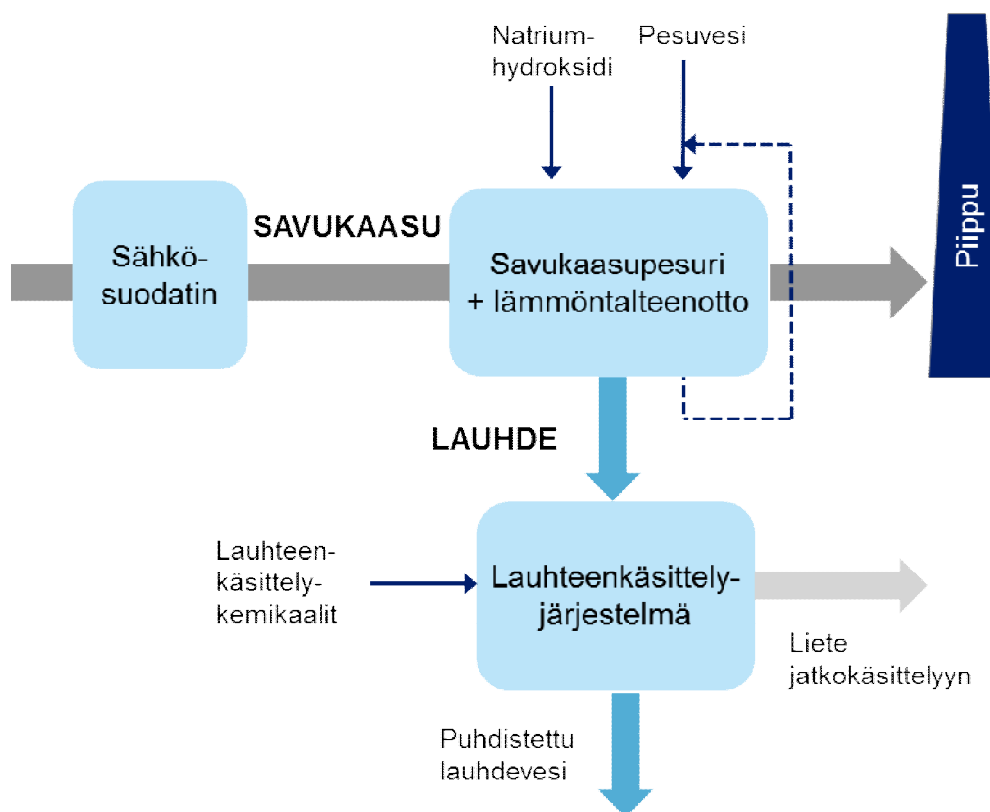 Natrium-
hydroksidi
Pesuvesi
Piippu
SAVUKAASU
Sähkö-
suodatin
Savukaasupesuri
+ lämmöntalteenotto
LAUHDE
Lauhteen-
käsittely-
kemikaalit
Lauhteenkäsittely-
järjestelmä
Liete
jatkokäsittelyyn
Puhdistettu
lauhdevesi